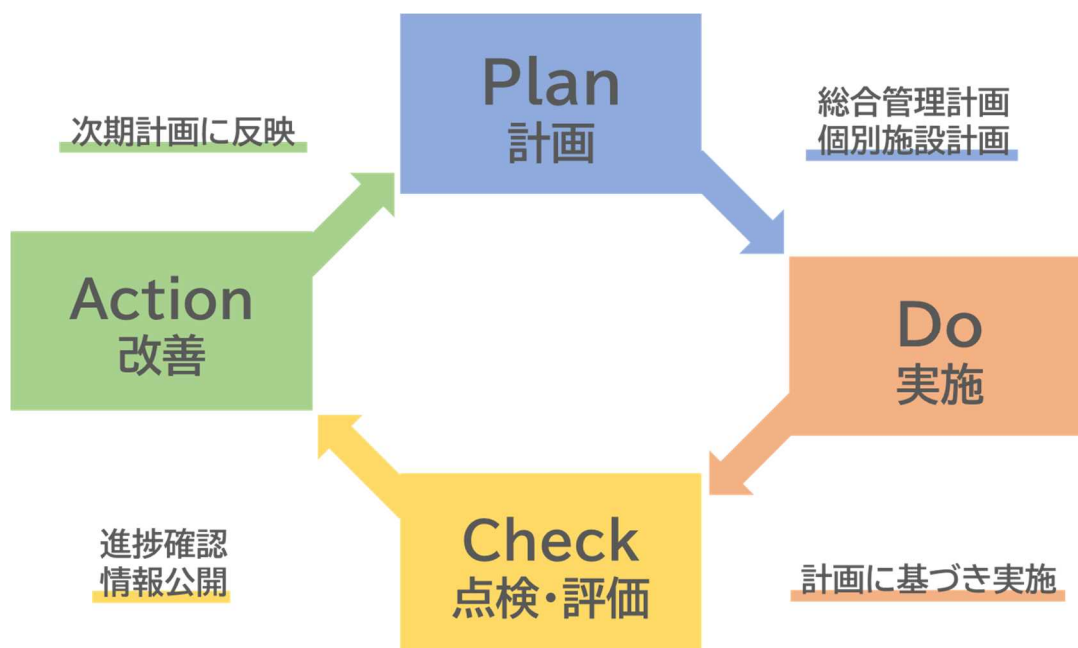 Plan
計画
総合管理計画
個別施設計画
Do
実施
計画に基づき実施
Check
点検・評価
進捗確認
情報公開
Action
改善
次期計画に反映